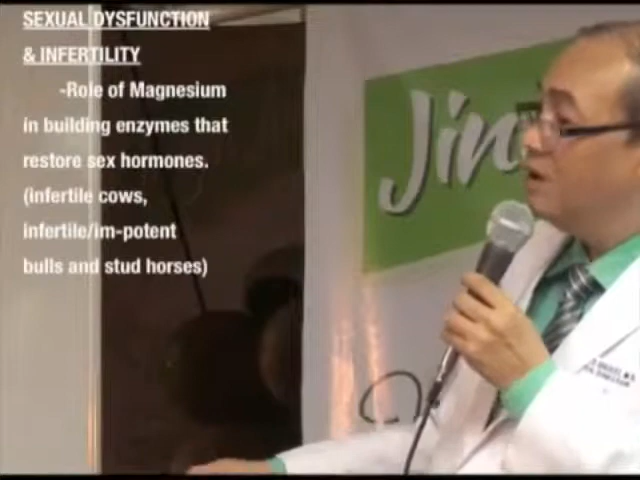 SEXUAL DYSFUNCTION
& INFERTILITY
-Role of Magnesium
in building enzymes that
restore sex hormones.
(infertile cows,
infertile/im-potent
bulls and stud horses)
Jin